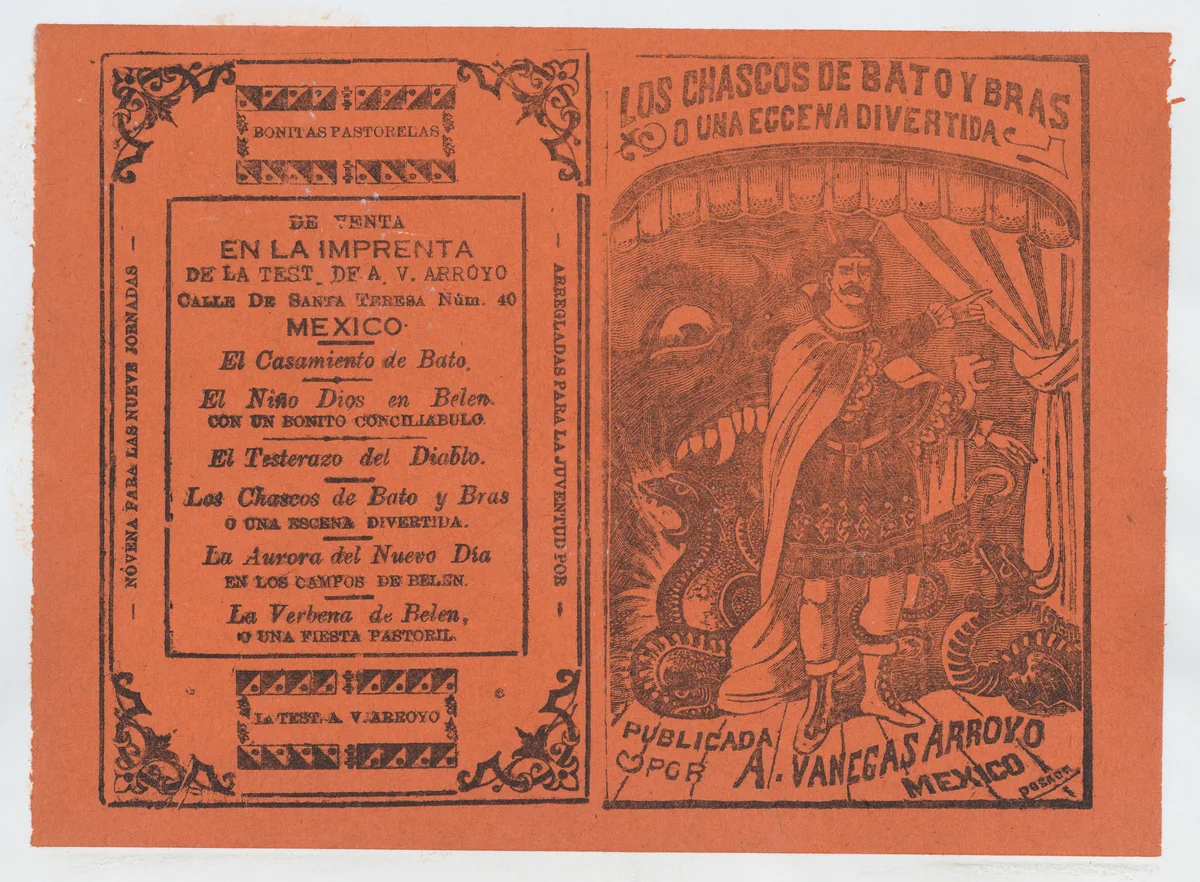 BONITAS PASTORELAS
DE VENTA
EN LA IMPRENTA
DE LA TEST. DE A. V. ARROYO
CALLE DE SANTA TERESA NÚM. 40
MEXICO
El Casamiento de Bato.
El Niño Dios en Belen
CON UN BONITO CONCILIABULO.
El Testerazo del Diablo.
Los Chascos de Bato y Bras
O UNA ESCENA DIVERTIDA.
La Aurora del Nuevo Día
EN LOS CAMPOS DE BELEN.
La Verbena de Belen,
O UNA FIESTA PASTORIL.
LA TEST. A. V. ARROYO
— NOVENA PARA LAS NUEVE JORNADAS —
— ARREGLADAS PARA LA JUVENTUD POR —
LOS CHASCOS DE BATO Y BRAS
O UNA ECCENA DIVERTIDA
PUBLICADA
POR A. VANEGAS ARROYO
MEXICO
POSADA